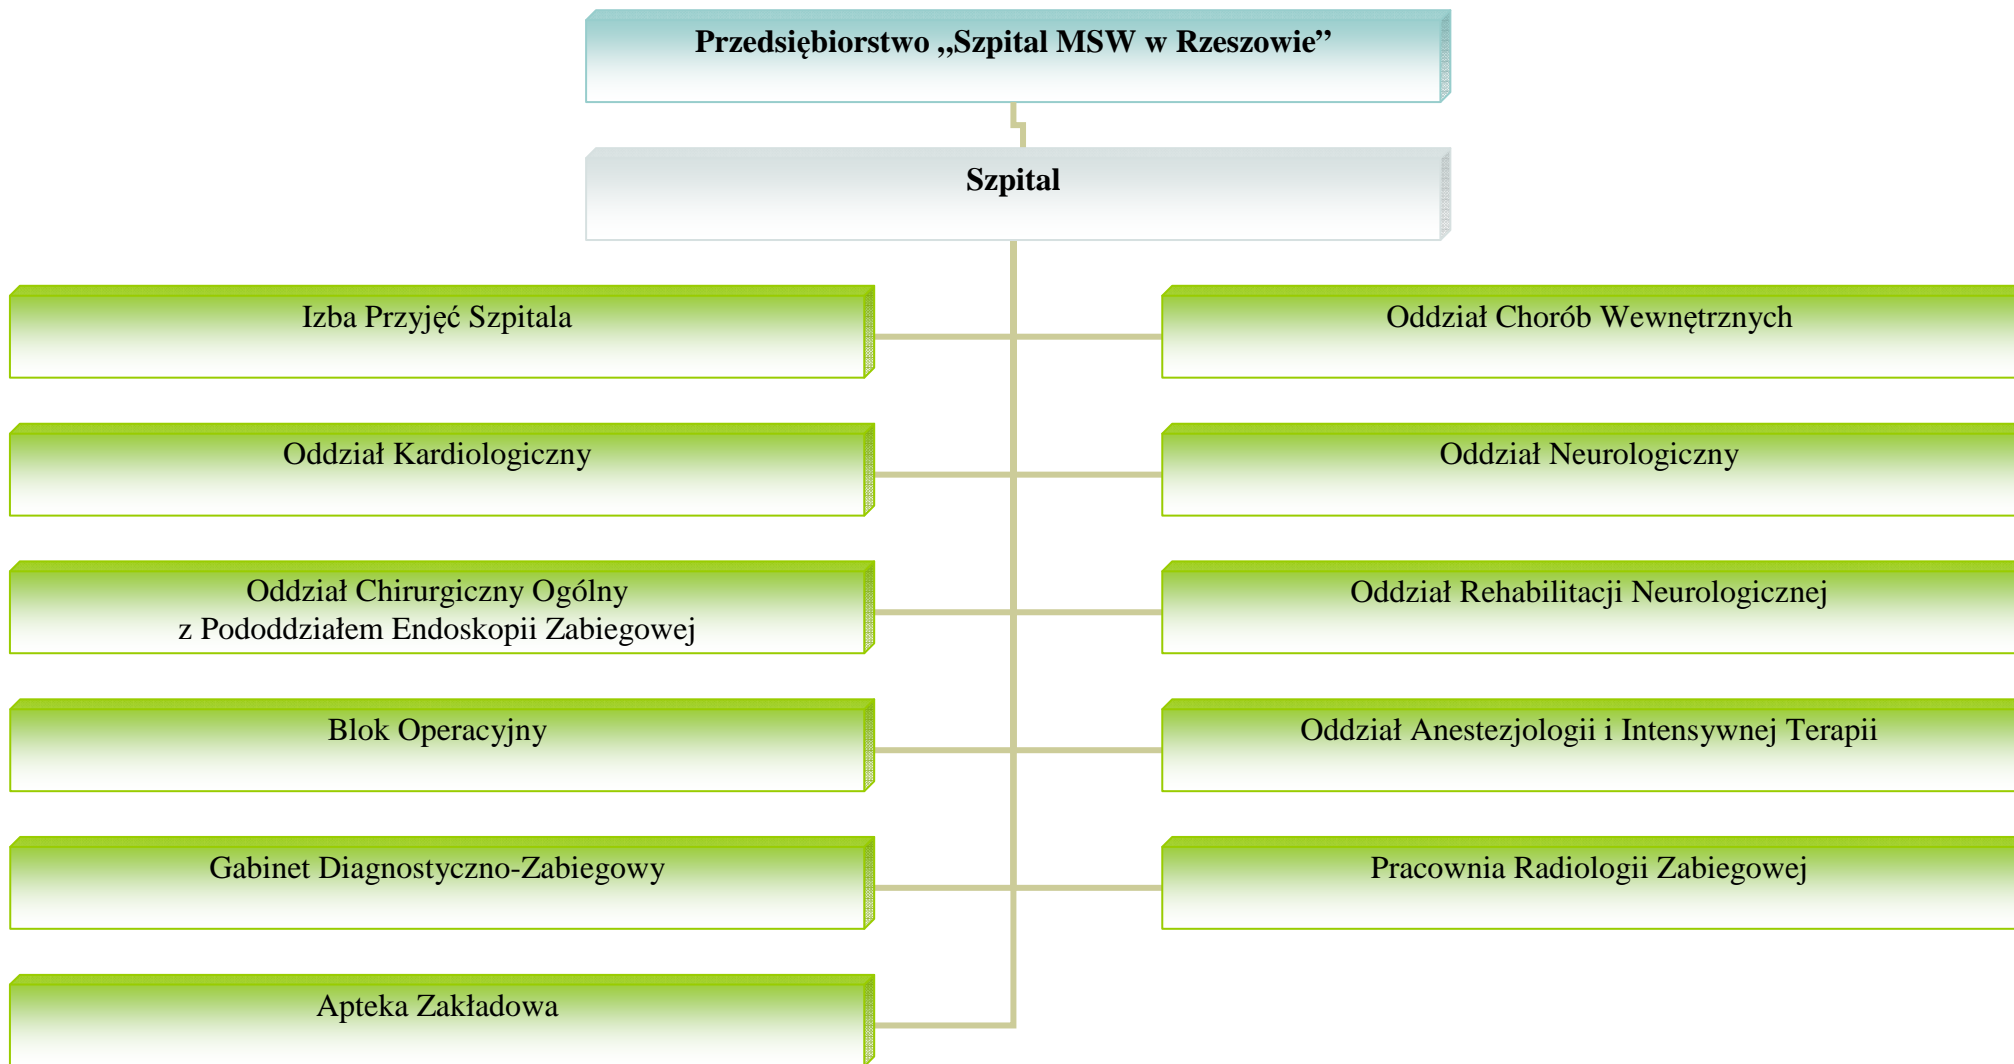 Przedsiębiorstwo „Szpital MSW w Rzeszowie”
Szpital
Izba Przyjęć Szpitala
Oddział Chorób Wewnętrznych
Oddział Kardiologiczny
Oddział Neurologiczny
Oddział Chirurgiczny Ogólny
z Pododdziałem Endoskopii Zabiegowej
Oddział Rehabilitacji Neurologicznej
Blok Operacyjny
Oddział Anestezjologii i Intensywnej Terapii
Gabinet Diagnostyczno-Zabiegowy
Pracownia Radiologii Zabiegowej
Apteka Zakładowa